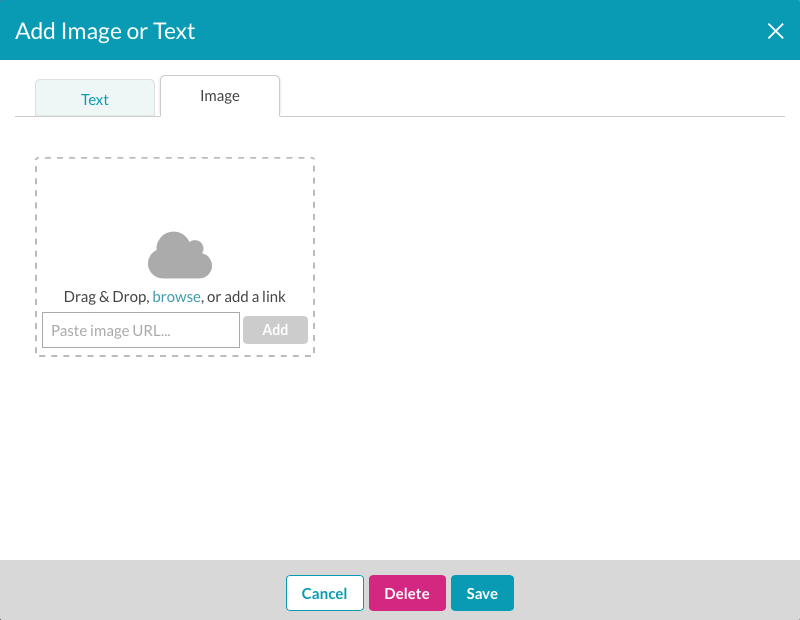 Add Image or Text
Text
Image
Drag & Drop, browse, or add a link
Paste image URL...
Add
Cancel
Delete
Save